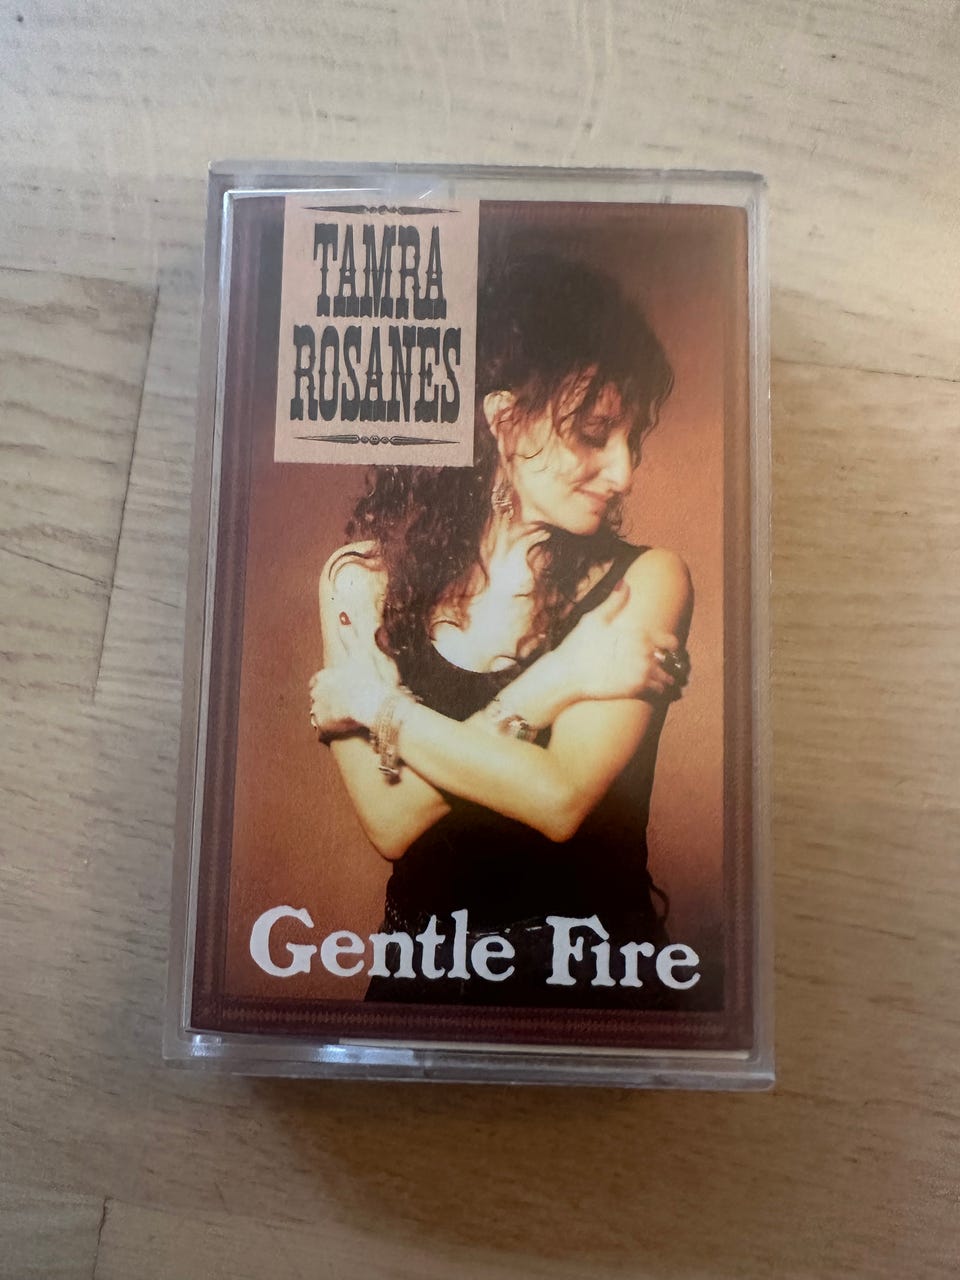 TAMRA
ROSANES
Gentle Fire